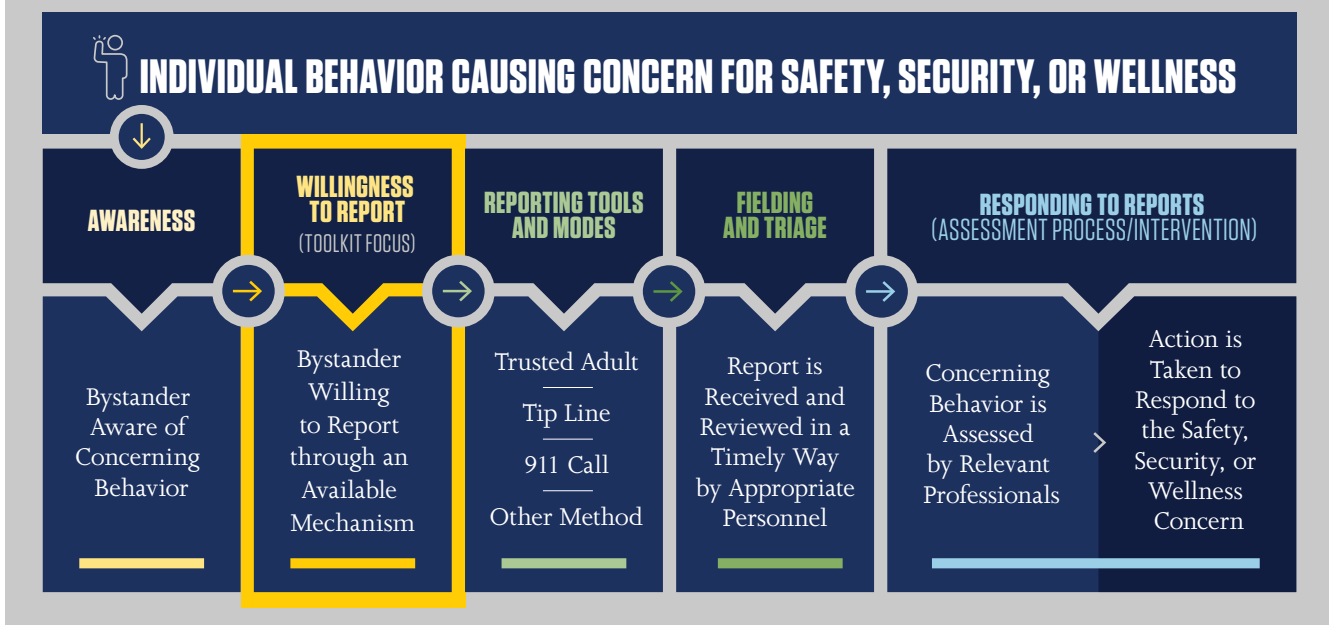 INDIVIDUAL BEHAVIOR CAUSING CONCERN FOR SAFETY, SECURITY, OR WELLNESS
AWARENESS
Bystander
Aware of
Concerning
Behavior
WILLINGNESS
TO REPORT
(TOOLKIT FOCUS)
Bystander
Willing
to Report
through an
Available
Mechanism
REPORTING TOOLS
AND MODES
Trusted Adult
Tip Line
911 Call
Other Method
FIELDING
AND TRIAGE
Report is
Received and
Reviewed in a
Timely Way
by Appropriate
Personnel
RESPONDING TO REPORTS
(ASSESSMENT PROCESS/INTERVENTION)
Concerning
Behavior is
Assessed
by Relevant
Professionals
Action is
Taken to
Respond to
the Safety,
Security, or
Wellness
Concern